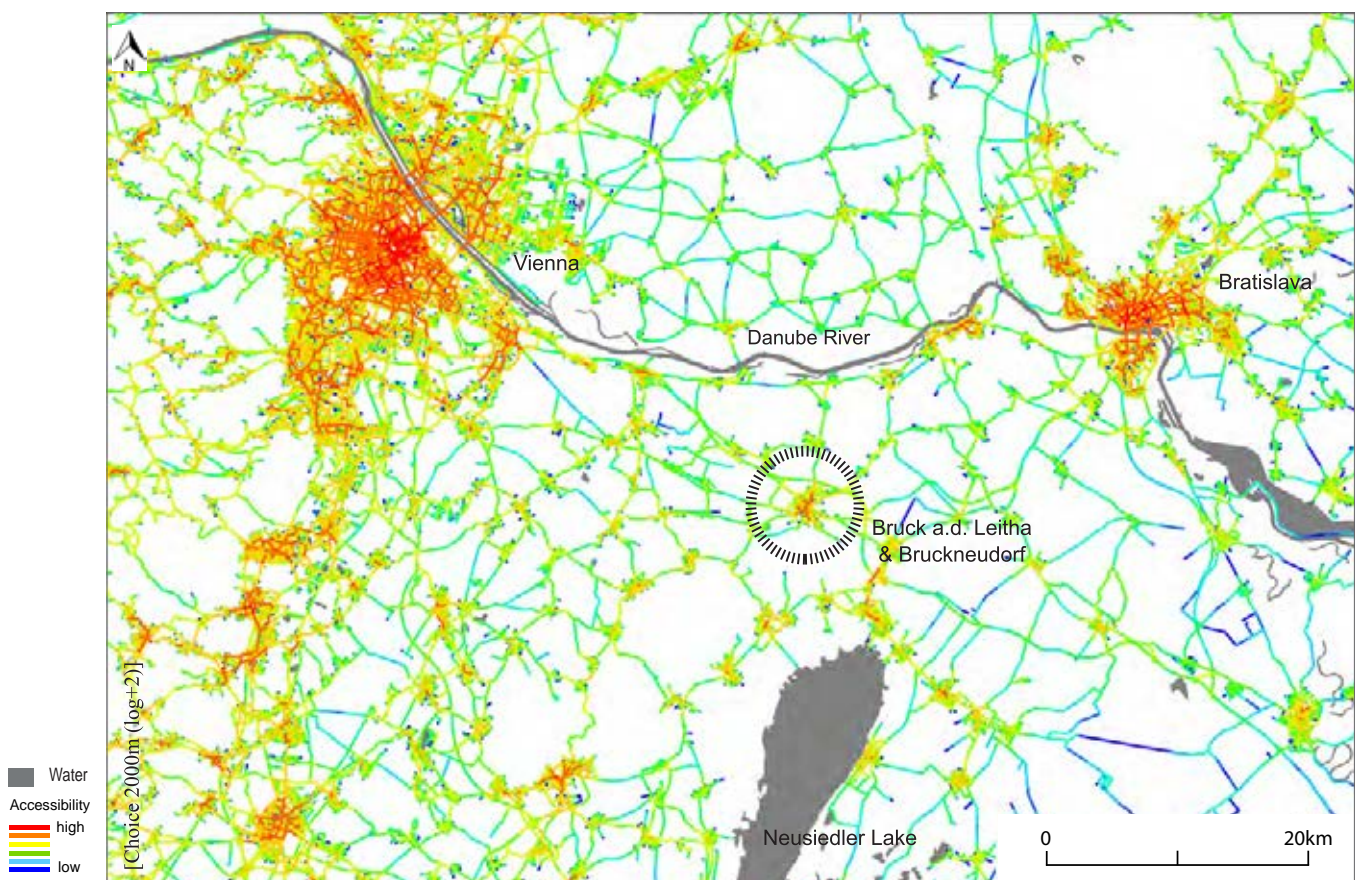 N
Vienna
Bratislava
Danube River
Bruck a.d. Leitha
& Bruckneudorf
[Choice 2000m (log+2)]
Water
Accessibility
high
low
Neusiedler Lake
0
20km